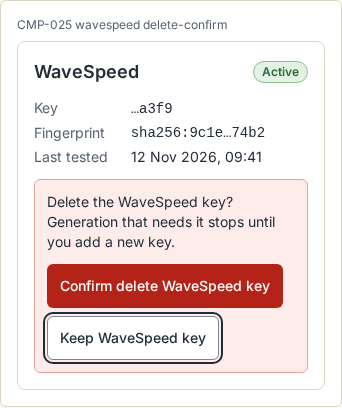 CMP-025 wavespeed delete-confirm
WaveSpeed
Active
Key …a3f9
Fingerprint sha256:9c1e…74b2
Last tested 12 Nov 2026, 09:41
Delete the WaveSpeed key?
Generation that needs it stops until
you add a new key.
Confirm delete WaveSpeed key
Keep WaveSpeed key